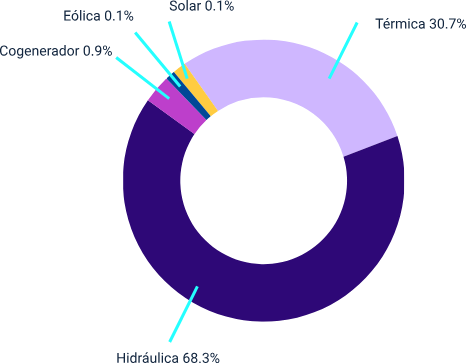 Solar 0.1%
Eólica 0.1%
Térmica 30.7%
Cogenerador 0.9%
Hidráulica 68.3%